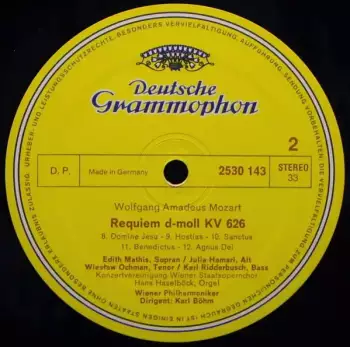 Deutsche
Grammophon
2
D. P.
Made in Germany
2530 143
STEREO
33
Wolfgang Amadeus Mozart
Requiem d-moll KV 626
8. Domine Jesu - 9. Hostias - 10. Sanctus
11. Benedictus - 12. Agnus Dei
Edith Mathis, Sopran / Julia Hamari, Alt
Wiesław Ochman, Tenor / Karl Ridderbusch, Bass
Konzertvereinigung Wiener Staatsopernchor
Hans Haselböck, Orgel
Wiener Philharmoniker
Dirigent: Karl Böhm